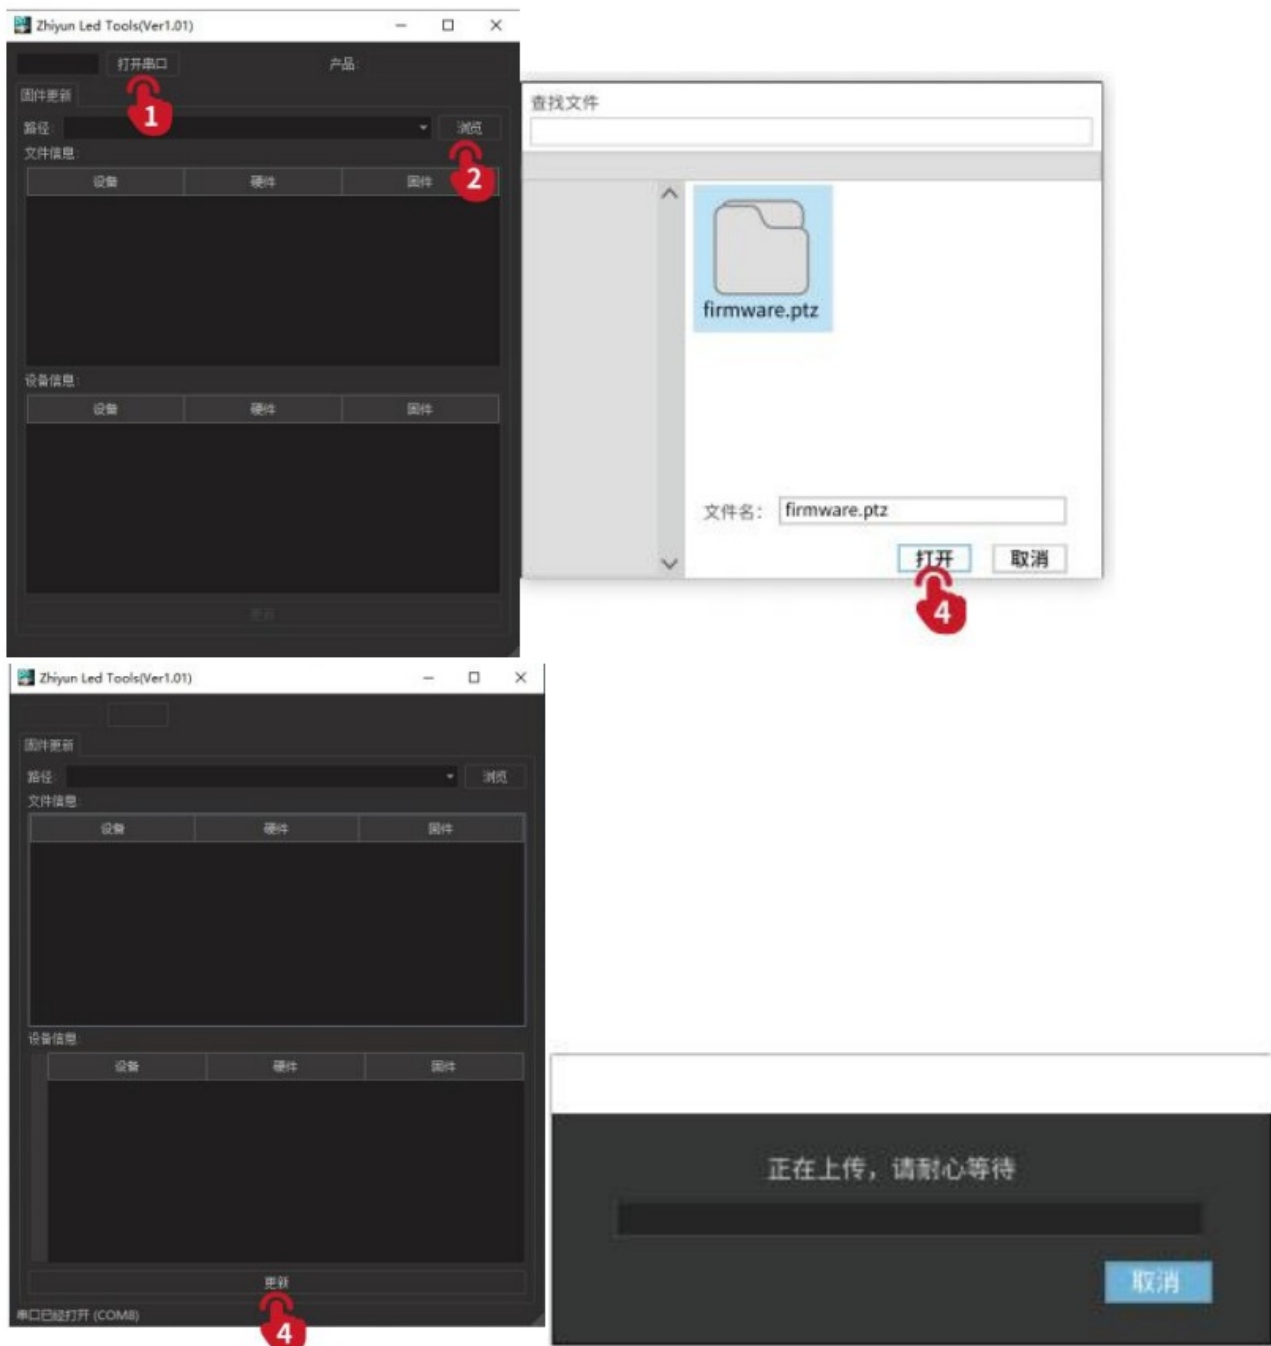 Zhiyun Led Tools(Ver1.01)
打开串口
产品:
固件更新
1
路径:
浏览
文件信息:
2
设备
硬件
固件
设备信息:
设备
硬件
固件
更新
查找文件
firmware.ptz
文件名:
firmware.ptz
打开
取消
4
Zhiyun Led Tools(Ver1.01)
固件更新
路径:
浏览
文件信息:
设备
硬件
固件
设备信息:
设备
硬件
固件
更新
串口已经打开 (COM8)
4
正在上传，请耐心等待
取消